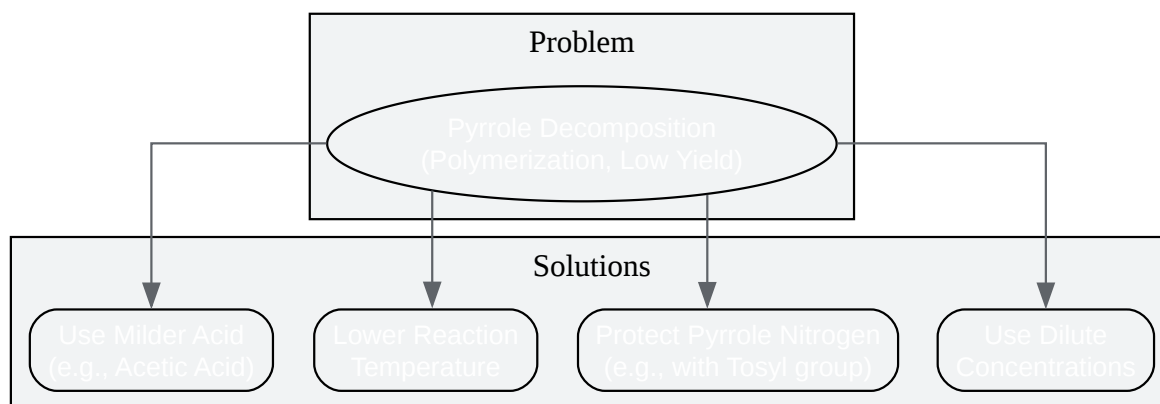 Problem
Pyrrole Decomposition
(Polymerization, Low Yield)
Solutions
Use Milder Acid
(e.g., Acetic Acid)
Lower Reaction
Temperature
Protect Pyrrole Nitrogen
(e.g., with Tosyl group)
Use Dilute
Concentrations